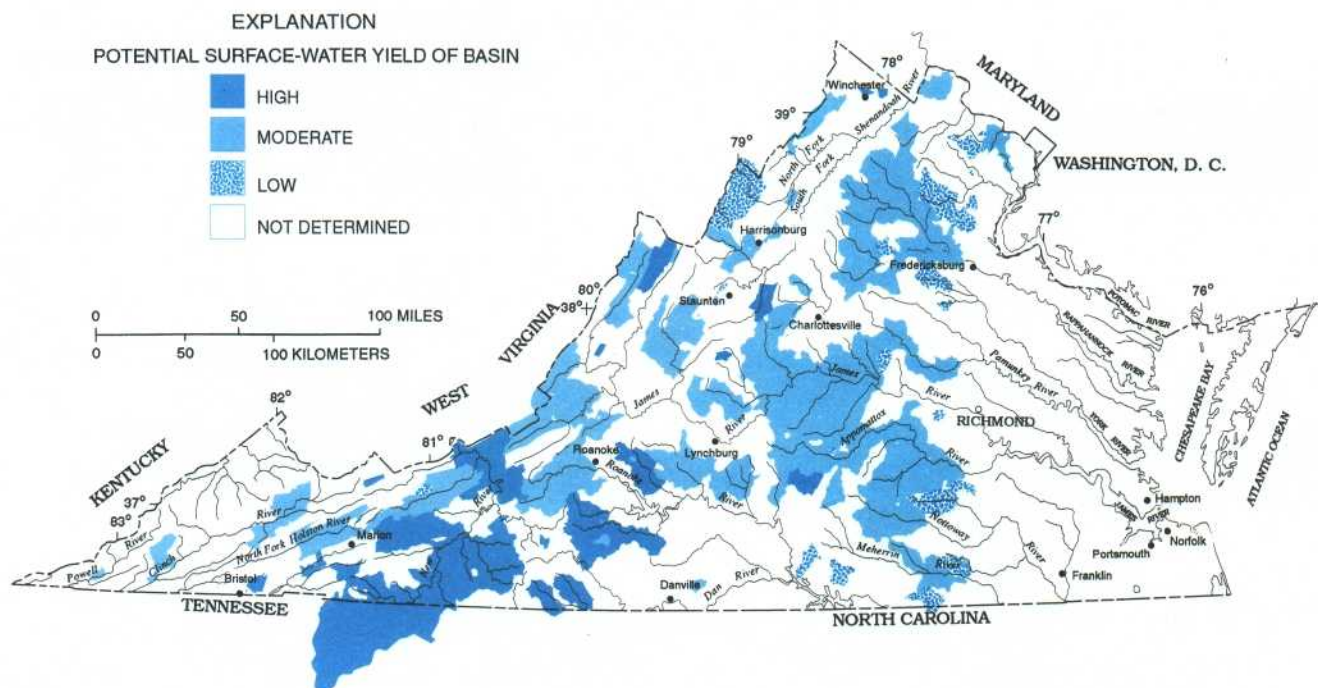 EXPLANATION
POTENTIAL SURFACE-WATER YIELD OF BASIN
HIGH
MODERATE
LOW
NOT DETERMINED
0 50 100 MILES
0 50 100 KILOMETERS
78°
Winchester
MARYLAND
39°
Shenandoah River
North Fork
South Fork
79°
WASHINGTON, D. C.
77°
Harrisonburg
Fredericksburg
80°
38°
Staunton
76°
Charlottesville
POTOMAC RIVER
RAPPAHANNOCK RIVER
VIRGINIA
WEST
James
River
Pamunkey River
YORK RIVER
CHESAPEAKE BAY
ATLANTIC OCEAN
82°
James
River
RICHMOND
81°
Appomattox
River
KENTUCKY
Roanoke
Lynchburg
Roanoke
River
37°
83°
River
River
North Fork Holston River
Marion
Hampton
JAMES RIVER
Norfolk
Portsmouth
Nottoway
River
Meherrin
River
Franklin
River
Clinch
Powell
Bristol
TENNESSEE
Danville
Dan River
NORTH CAROLINA